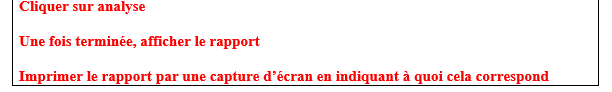 Cliquer sur analyse
Une fois terminée, afficher le rapport
Imprimer le rapport par une capture d’écran en indiquant à quoi cela correspond